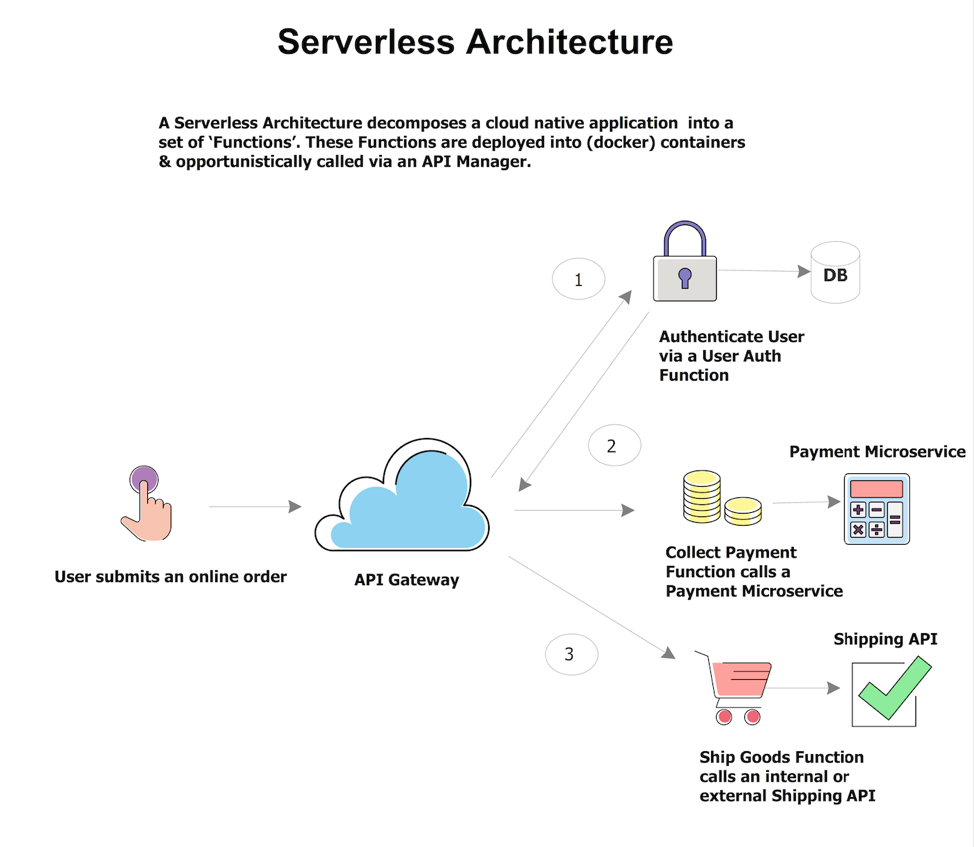 Serverless Architecture
A Serverless Architecture decomposes a cloud native application into a
set of ‘Functions’. These Functions are deployed into (docker) containers
& opportunistically called via an API Manager.
1
DB
Authenticate User
via a User Auth
Function
2
Payment Microservice
Collect Payment
Function calls a
Payment Microservice
User submits an online order
API Gateway
3
Shipping API
Ship Goods Function
calls an internal or
external Shipping API